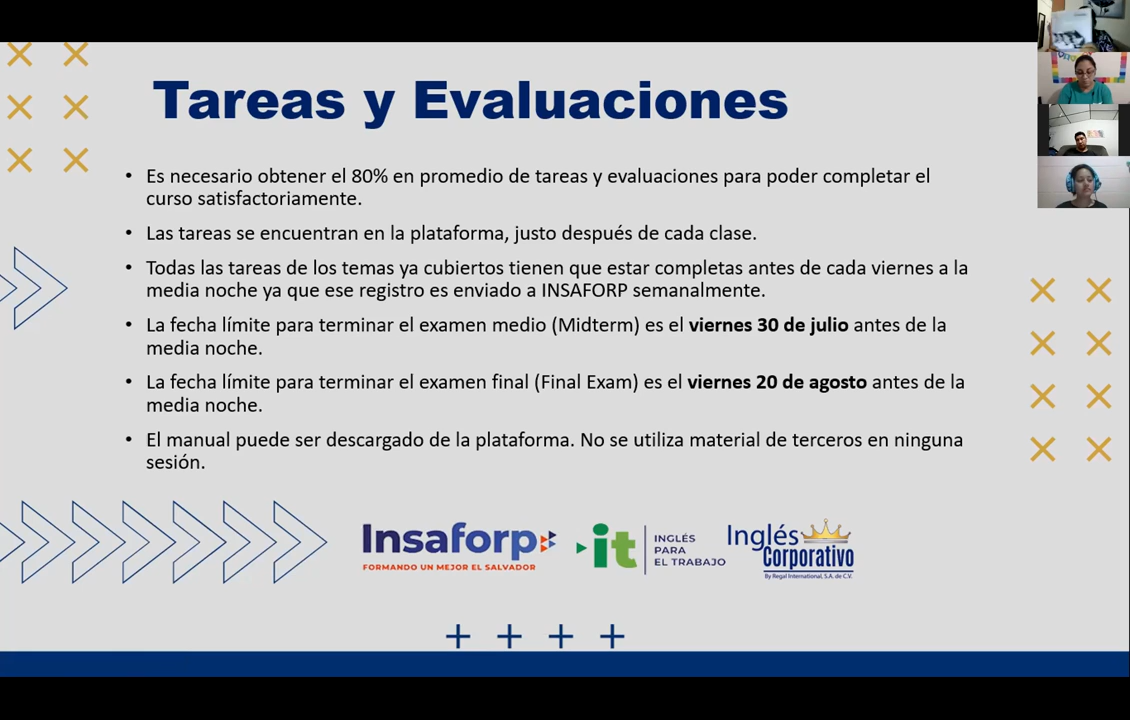 Tareas y Evaluaciones
• Es necesario obtener el 80% en promedio de tareas y evaluaciones para poder completar el
curso satisfactoriamente.
• Las tareas se encuentran en la plataforma, justo después de cada clase.
• Todas las tareas de los temas ya cubiertos tienen que estar completas antes de cada viernes a la
media noche ya que ese registro es enviado a INSAFORP semanalmente.
• La fecha límite para terminar el examen medio (Midterm) es el viernes 30 de julio antes de la
media noche.
• La fecha límite para terminar el examen final (Final Exam) es el viernes 20 de agosto antes de la
media noche.
• El manual puede ser descargado de la plataforma. No se utiliza material de terceros en ninguna
sesión.
Insaforp
FORMANDO UN MEJOR EL SALVADOR
it
INGLÉS
PARA
EL TRABAJO
Inglés
Corporativo
By Regal International, S.A. de C.V.